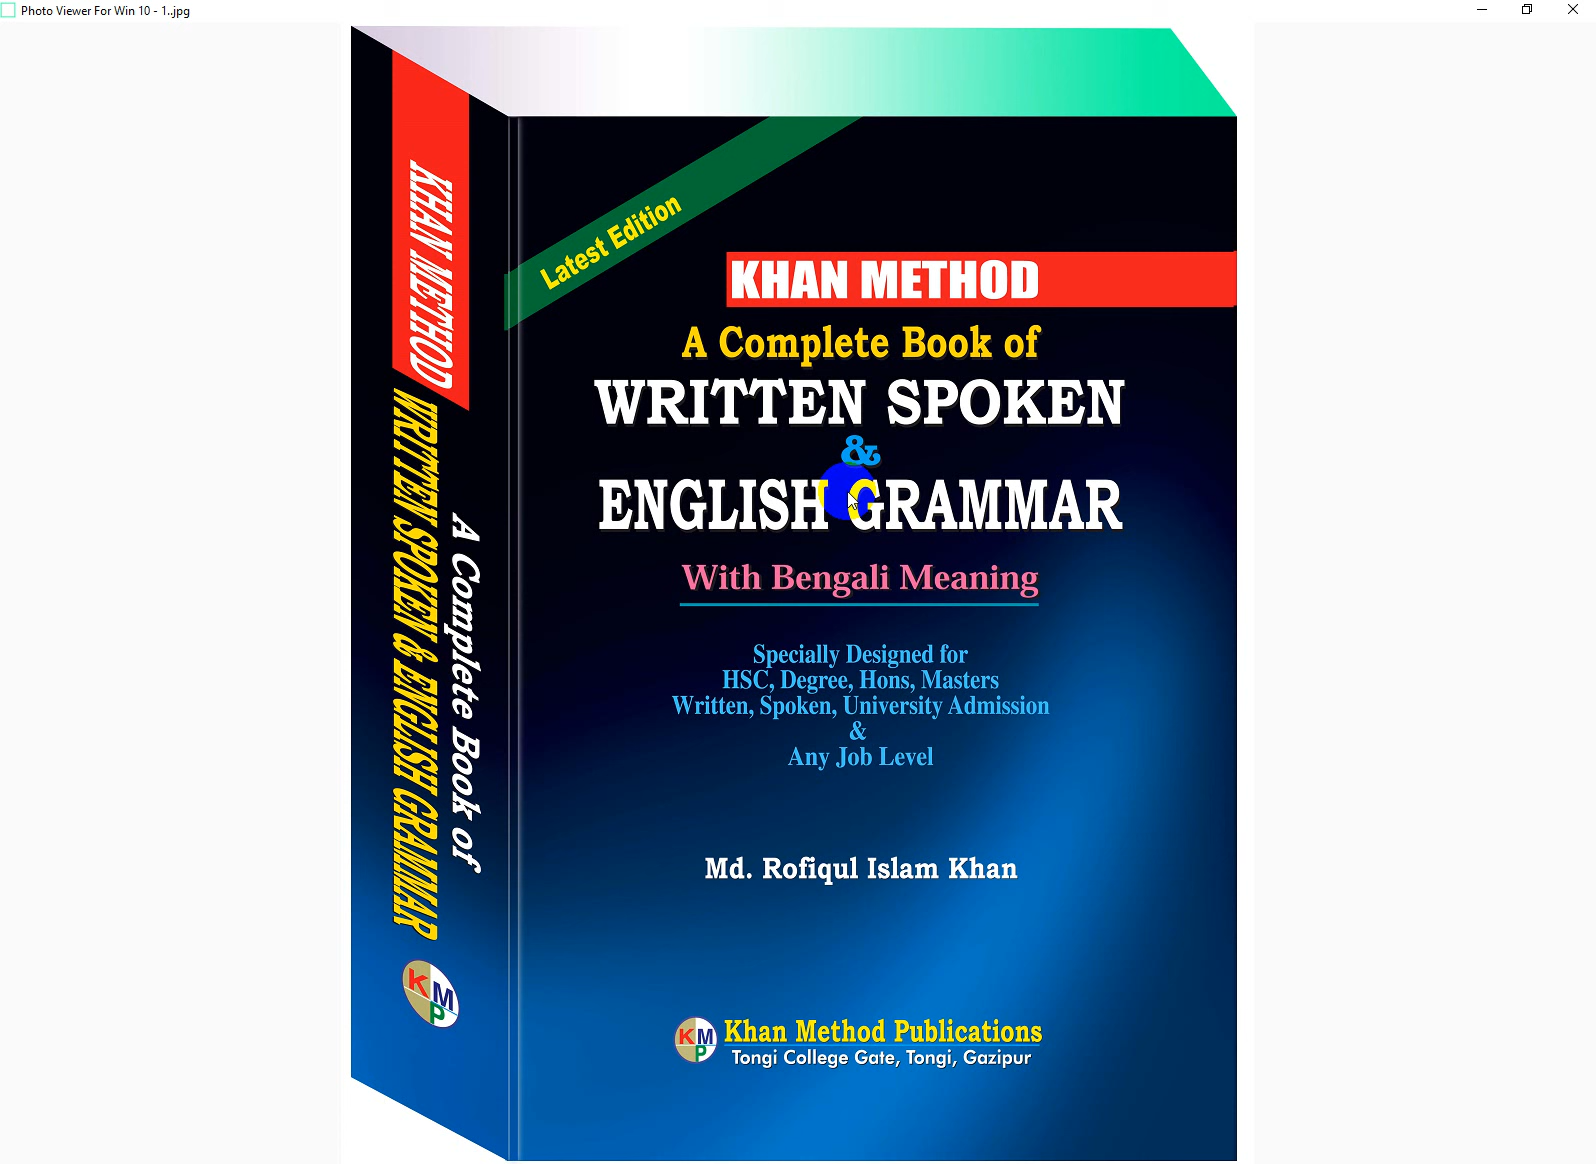 Photo Viewer For Win 10 - 1..jpg
KHAN METHOD
WRITTEN SPOKEN & ENGLISH GRAMMAR
A Complete Book of
K M
P
Latest Edition
KHAN METHOD
A Complete Book of
WRITTEN SPOKEN
&
ENGLISH GRAMMAR
With Bengali Meaning
Specially Designed for
HSC, Degree, Hons, Masters
Written, Spoken, University Admission
&
Any Job Level
Md. Rofiqul Islam Khan
K M
P
Khan Method Publications
Tongi College Gate, Tongi, Gazipur